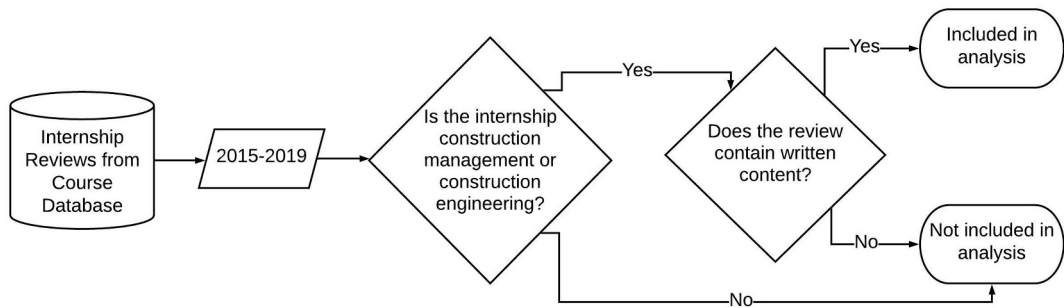 Internship
Reviews from
Course
Database
2015-2019
Is the internship
construction
management or
construction
engineering?
Yes
No
Does the review
contain written
content?
Yes
No
Included in
analysis
Not included in
analysis